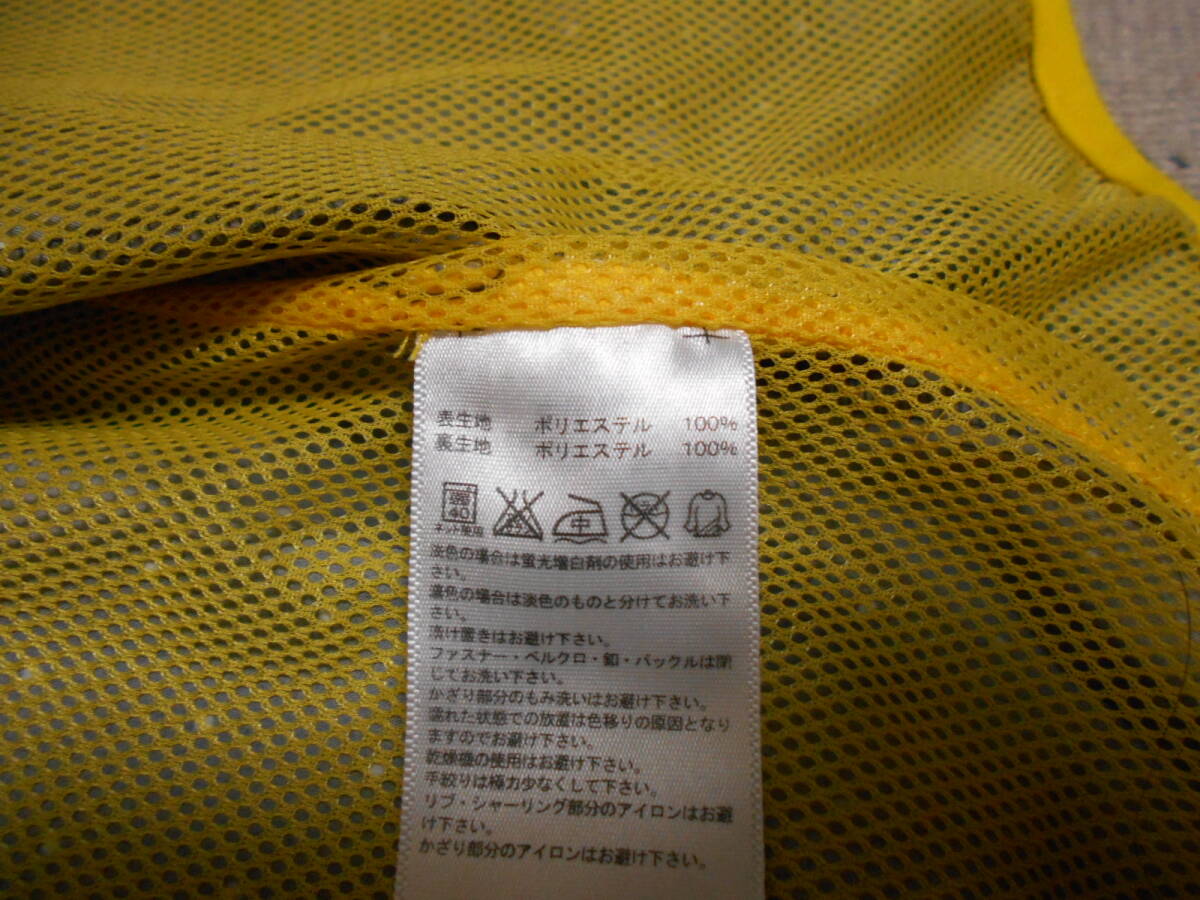 表生地 ポリエステル 100%
裏生地 ポリエステル 100%
40 中
ネット使用
淡色の場合は蛍光増白剤の使用はお避け下
さい。
濃色の場合は淡色のものと分けてお洗い下
さい。
漬け置きはお避け下さい。
ファスナー・ベルクロ・釦・バックルは閉
じてお洗い下さい。
かざり部分のもみ洗いはお避け下さい。
濡れた状態での放置は色移りの原因となり
ますのでお避け下さい。
乾燥機の使用はお避け下さい。
手絞りは極力少なくして下さい。
リブ・シャーリング部分のアイロンはお避
け下さい。
かざり部分のアイロンはお避け下さい。